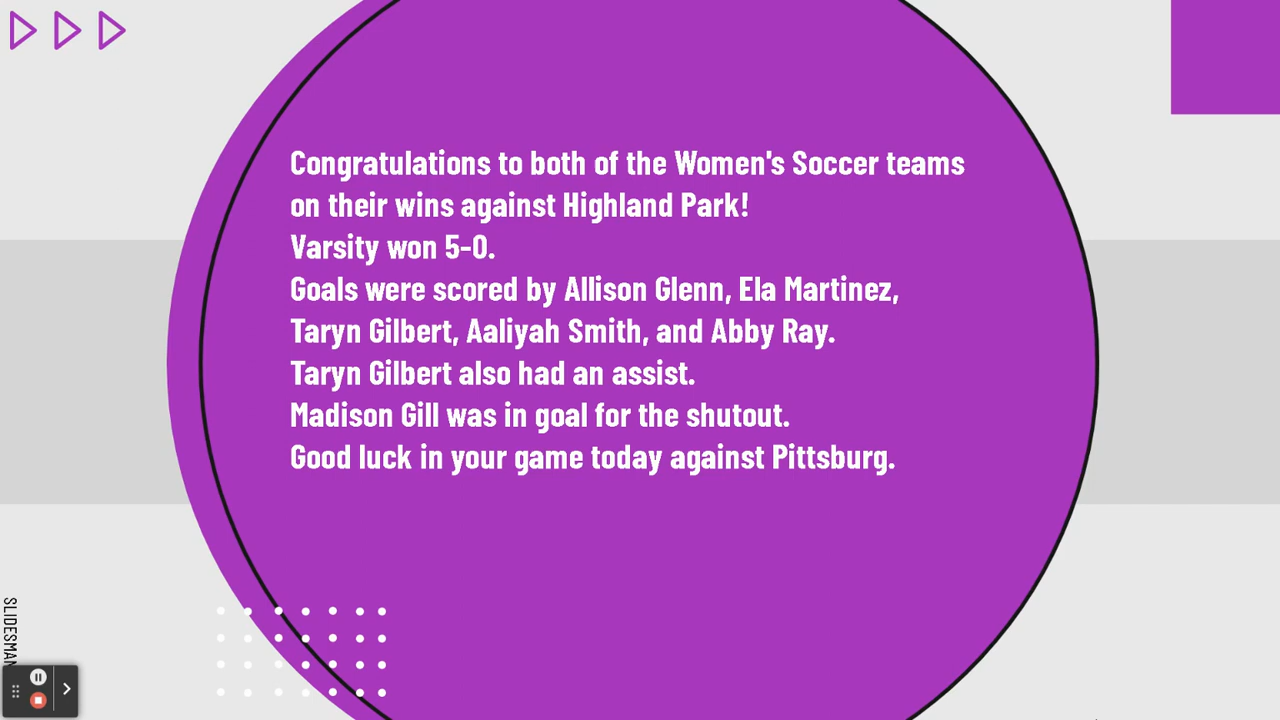 Congratulations to both of the Women's Soccer teams
on their wins against Highland Park!
Varsity won 5-0.
Goals were scored by Allison Glenn, Ela Martinez,
Taryn Gilbert, Aaliyah Smith, and Abby Ray.
Taryn Gilbert also had an assist.
Madison Gill was in goal for the shutout.
Good luck in your game today against Pittsburg.
SLIDESMAN